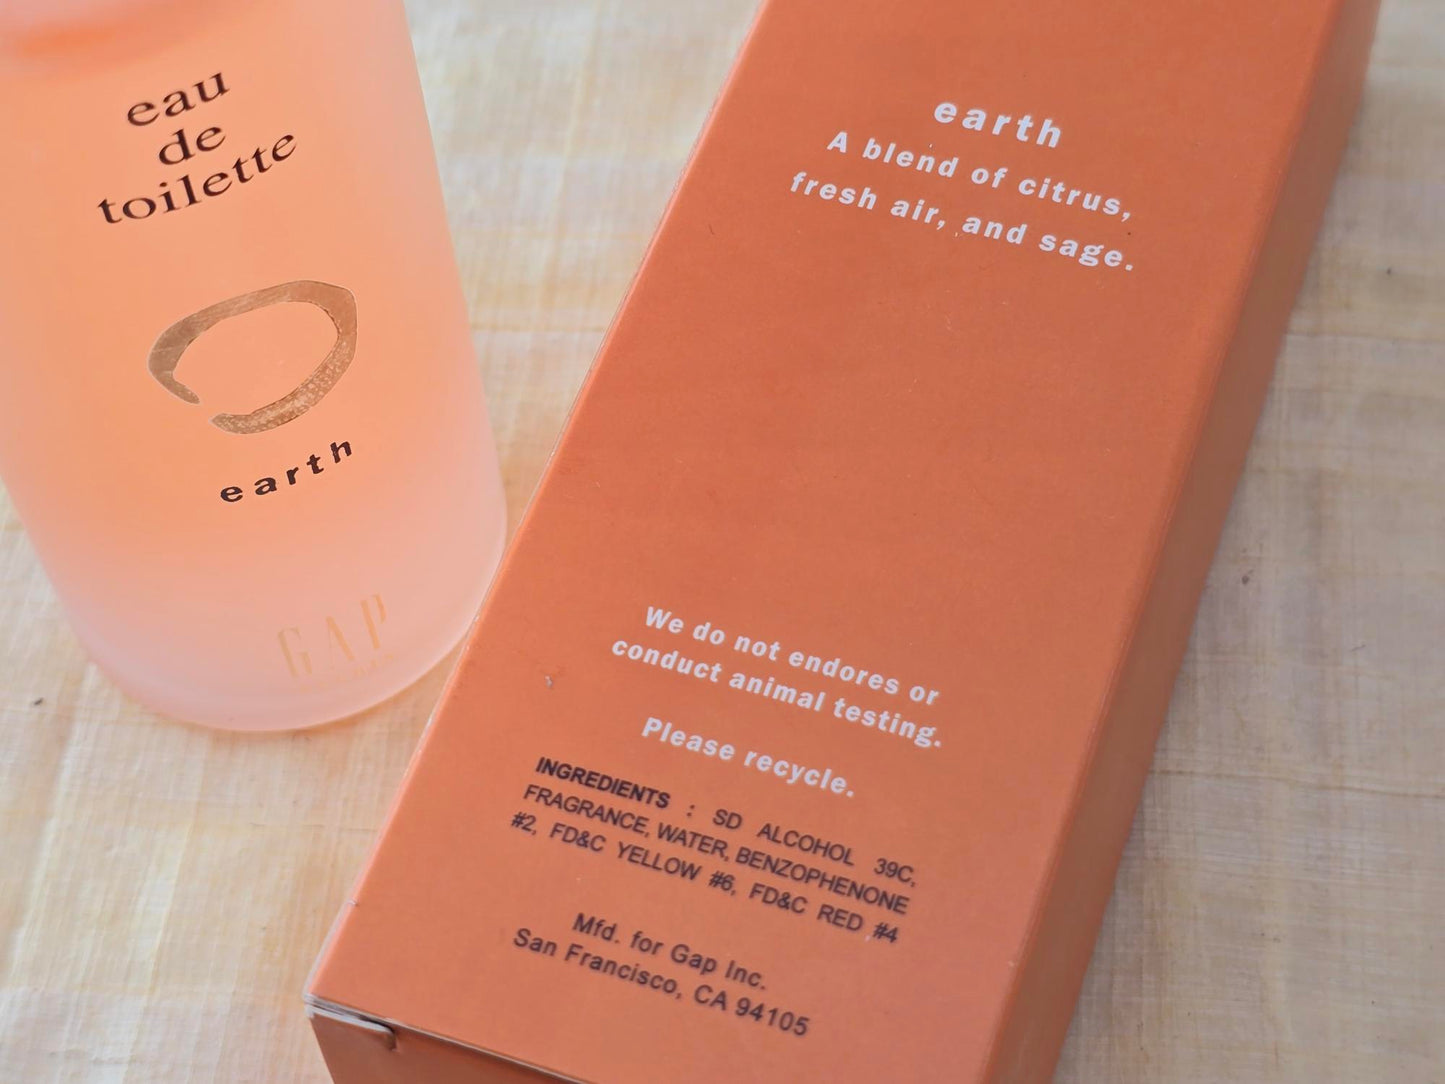 eau
de
toilette
earth
GAP
earth
A blend of citrus,
fresh air, and sage.
We do not endores or
conduct animal testing.
Please recycle.
INGREDIENTS : SD ALCOHOL 39C,
FRAGRANCE, WATER, BENZOPHENONE
#2, FD&C YELLOW #6, FD&C RED #4
Mfd. for Gap Inc.
San Francisco, CA 94105